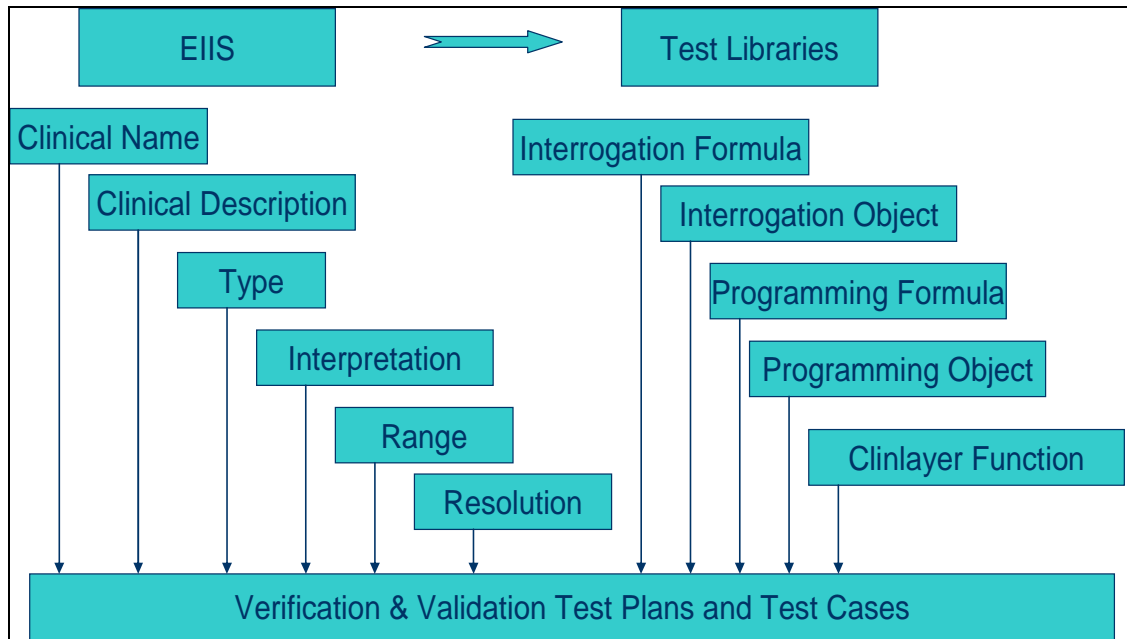 EIIS
Test Libraries
Clinical Name
Clinical Description
Type
Interpretation
Range
Resolution
Interrogation Formula
Interrogation Object
Programming Formula
Programming Object
Clinlayer Function
Verification & Validation Test Plans and Test Cases